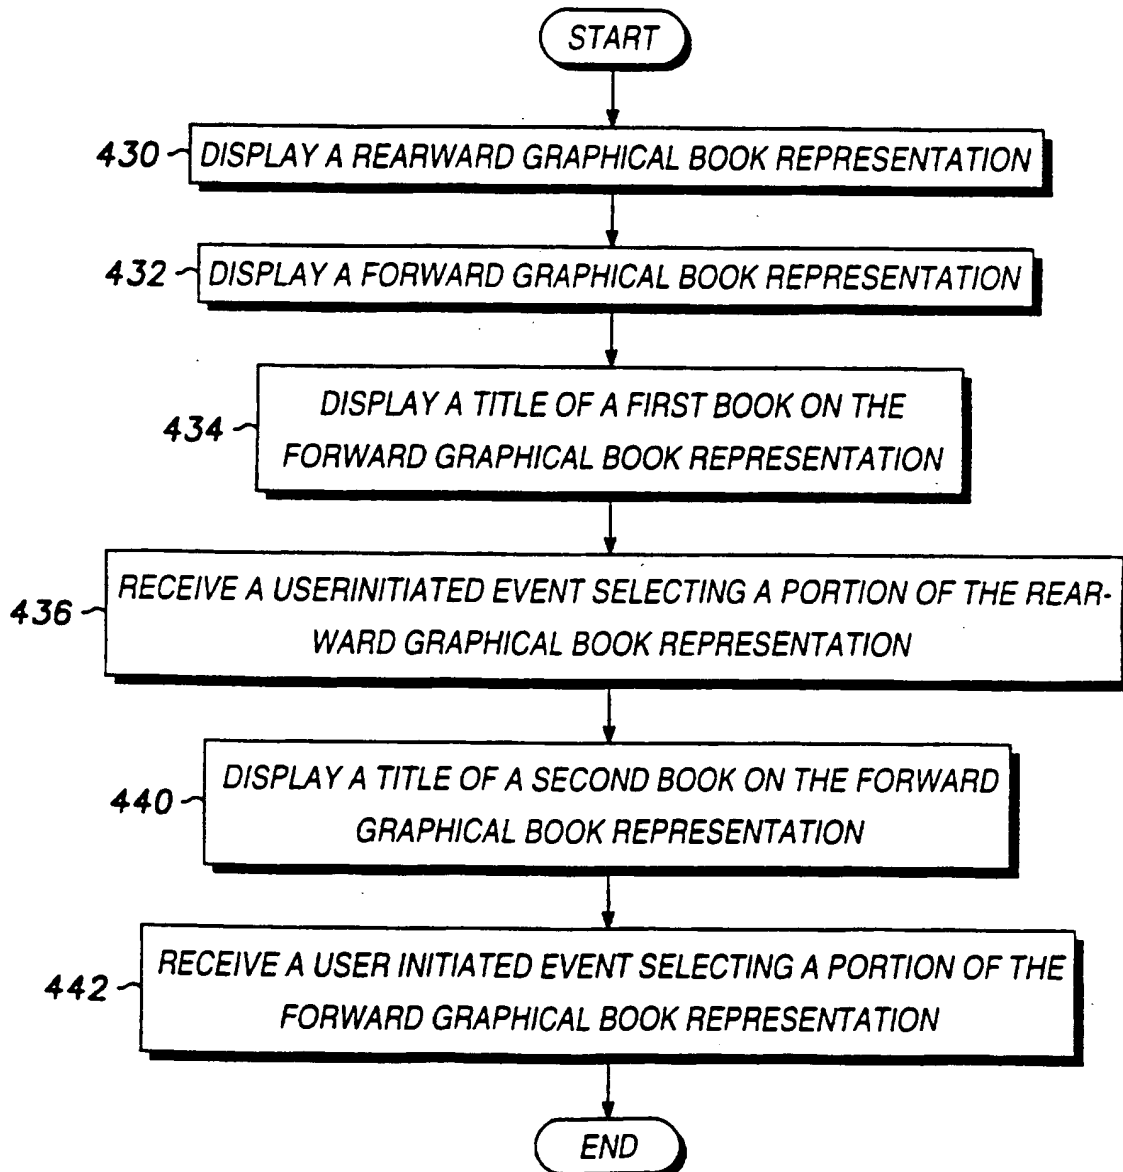 START
430 DISPLAY A REARWARD GRAPHICAL BOOK REPRESENTATION
432 DISPLAY A FORWARD GRAPHICAL BOOK REPRESENTATION
DISPLAY A TITLE OF A FIRST BOOK ON THE
434
FORWARD GRAPHICAL BOOK REPRESENTATION
RECEIVE A USERINITIATED EVENT SELECTING A PORTION OF THE REAR-
436
WARD GRAPHICAL BOOK REPRESENTATION
DISPLAY A TITLE OF A SECOND BOOK ON THE FORWARD
440
GRAPHICAL BOOK REPRESENTATION
RECEIVE A USER INITIATED EVENT SELECTING A PORTION OF THE
442
FORWARD GRAPHICAL BOOK REPRESENTATION
END